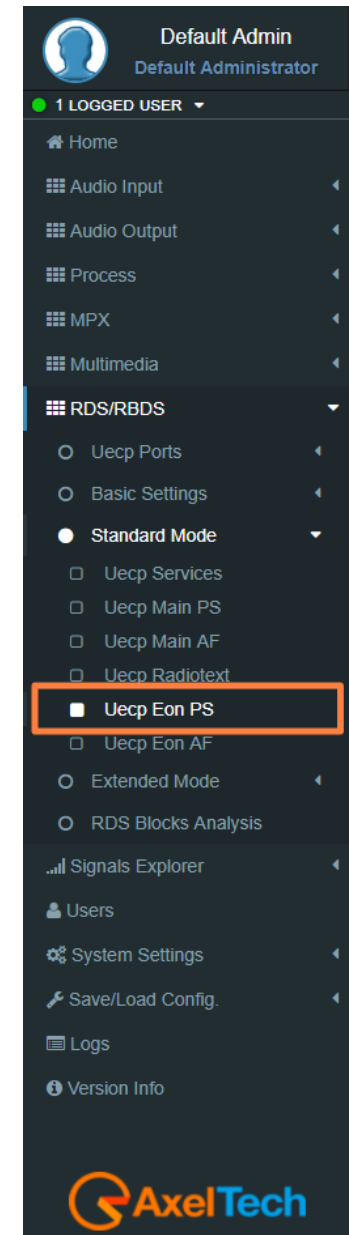 Default Admin
Default Administrator
1 LOGGED USER
Home
Audio Input
Audio Output
Process
MPX
Multimedia
RDS/RBDS
Uecp Ports
Basic Settings
Standard Mode
Uecp Services
Uecp Main PS
Uecp Main AF
Uecp Radiotext
Uecp Eon PS
Uecp Eon AF
Extended Mode
RDS Blocks Analysis
Signals Explorer
Users
System Settings
Save/Load Config.
Logs
Version Info
AxelTech